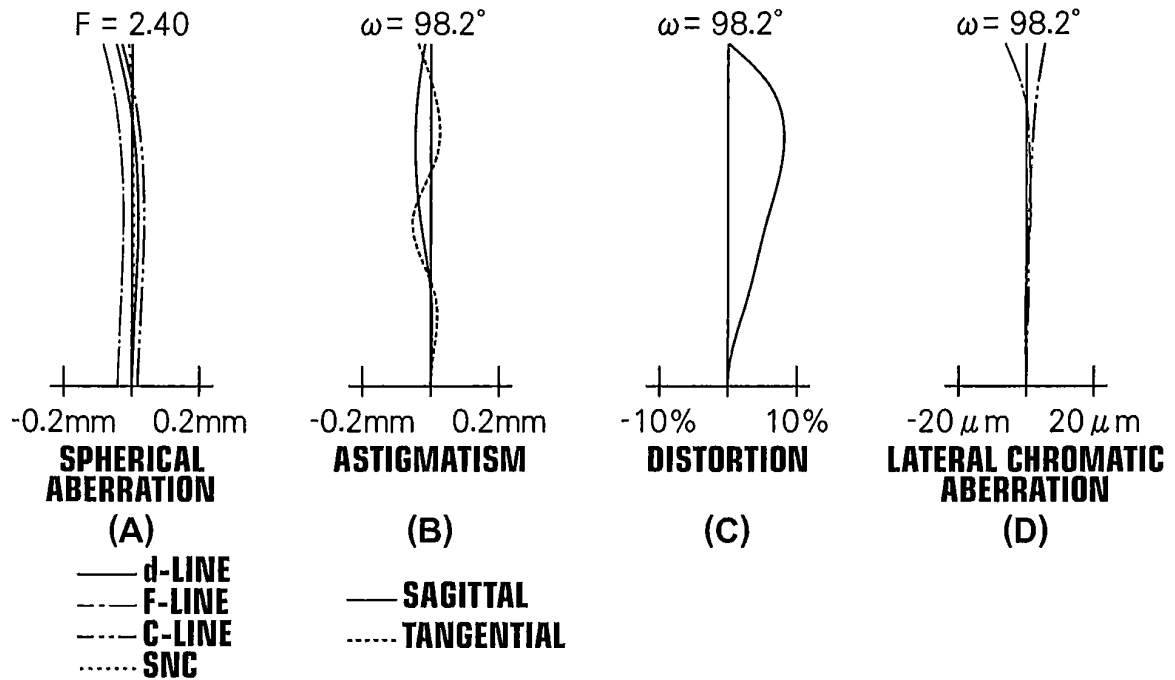 F = 2.40
ω= 98.2°
ω= 98.2°
ω= 98.2°
-0.2mm 0.2mm
-0.2mm 0.2mm
-10% 10%
-20 μm 20 μm
SPHERICAL
ABERRATION
ASTIGMATISM
DISTORTION
LATERAL CHROMATIC
ABERRATION
(A)
(B)
(C)
(D)
d-LINE
F-LINE
C-LINE
SNC
SAGITTAL
TANGENTIAL